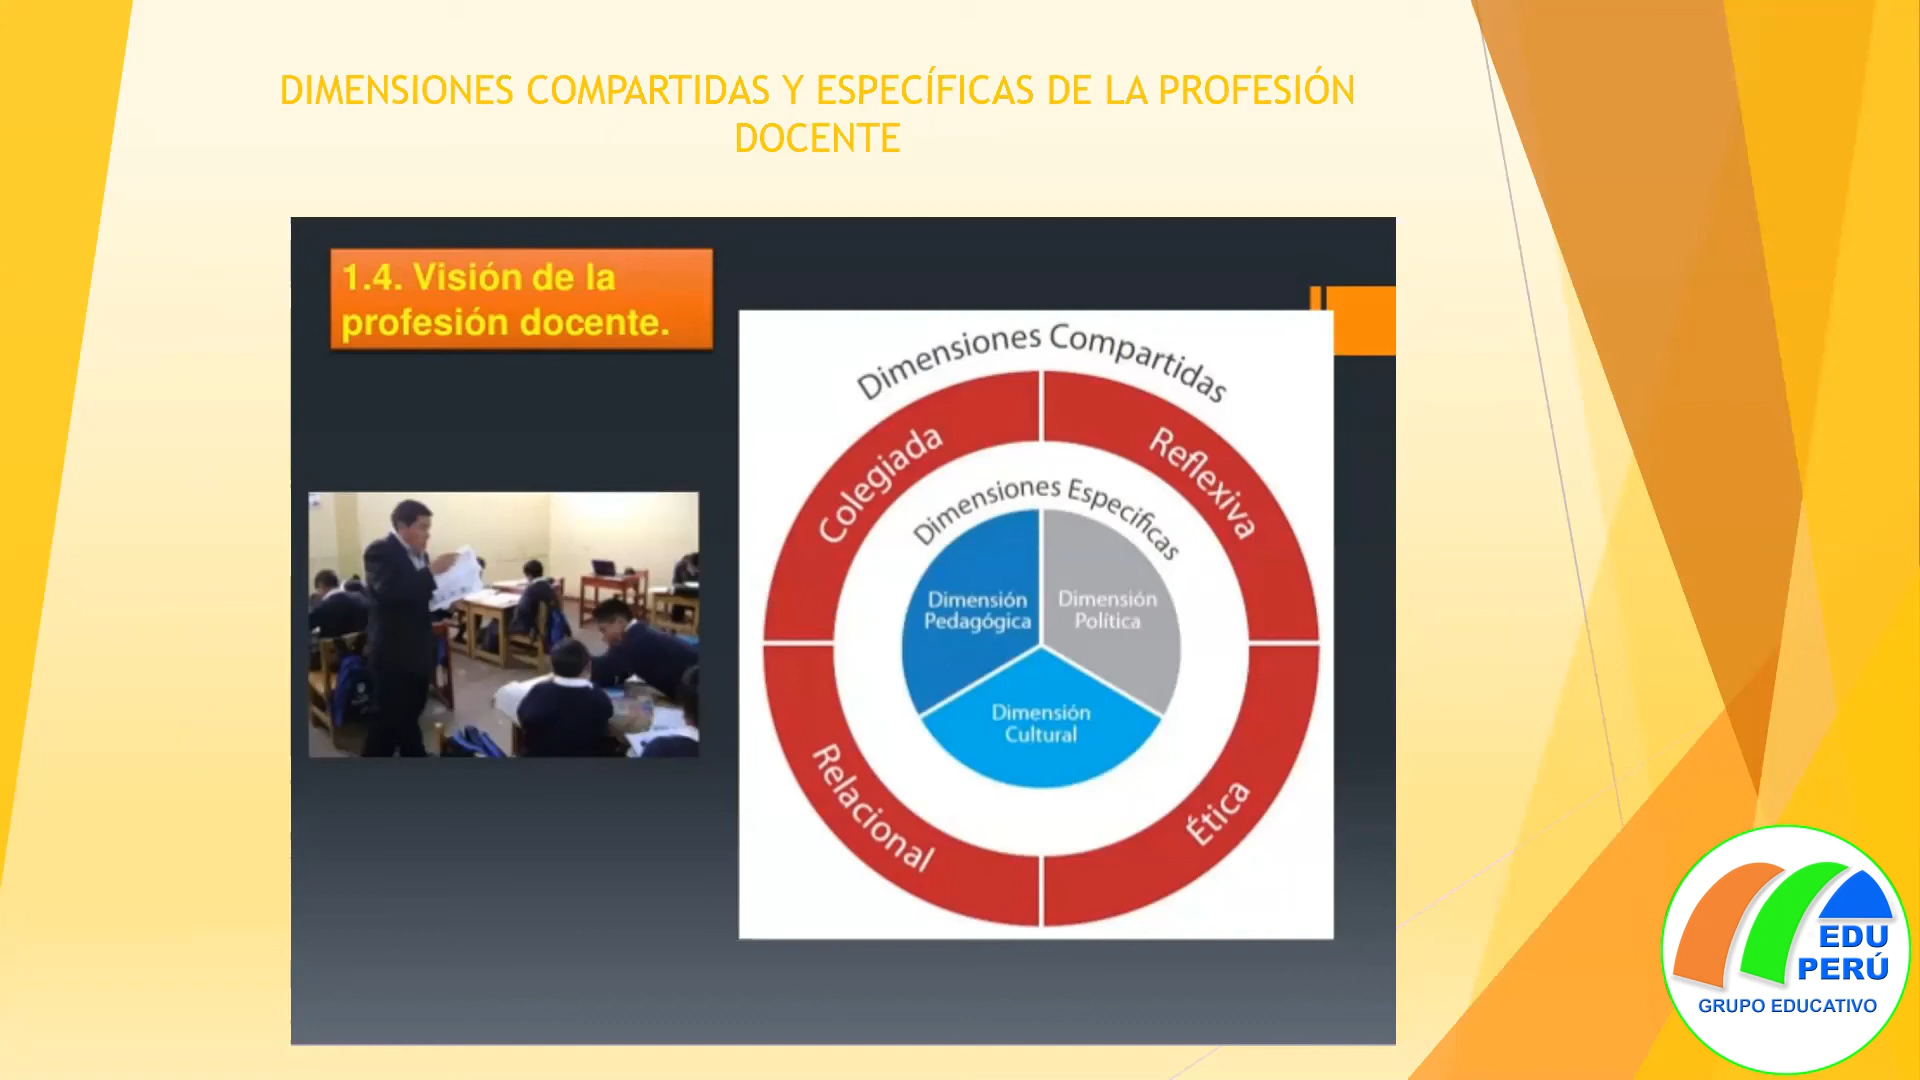 DIMENSIONES COMPARTIDAS Y ESPECÍFICAS DE LA PROFESIÓN
DOCENTE
1.4. Visión de la
profesión docente.
Dimensiones Compartidas
Colegiada
Reflexiva
Dimensiones Especificas
Dimensión
Pedagógica
Dimensión
Política
Dimensión
Cultural
Relacional
Ética
EDU
PERÚ
GRUPO EDUCATIVO